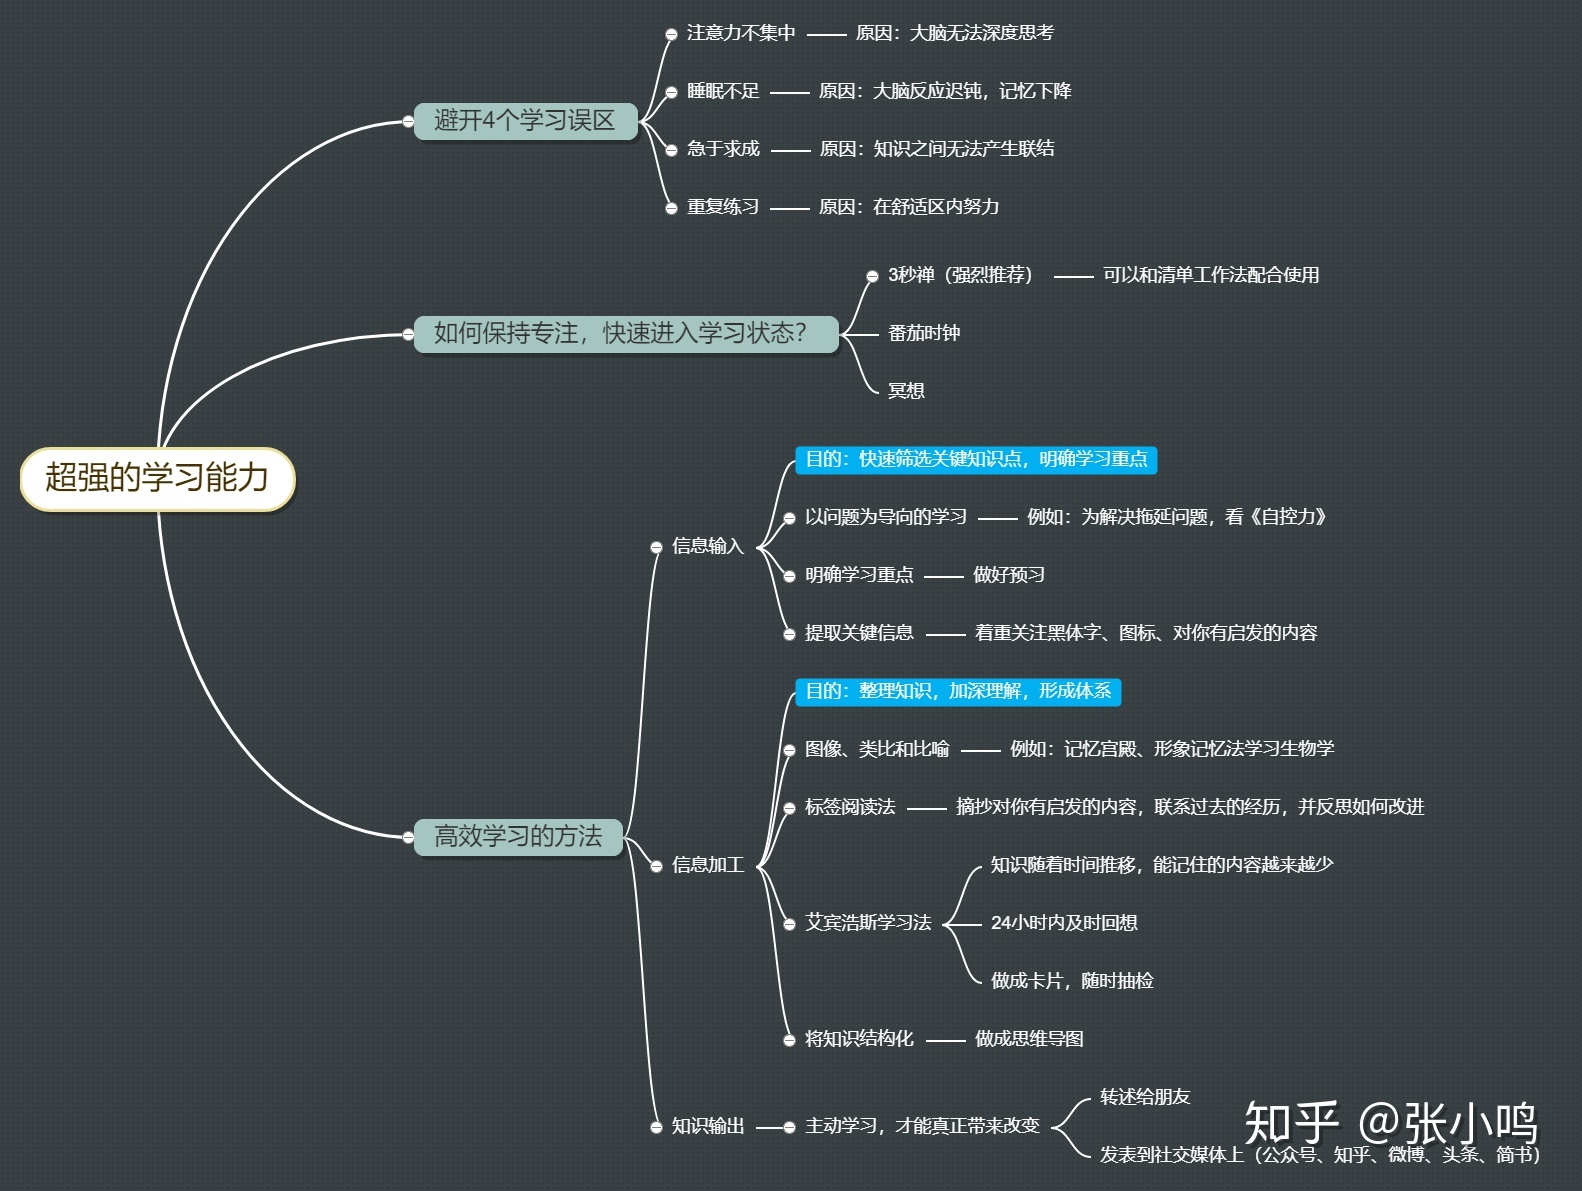 注意力不集中 原因：大脑无法深度思考
睡眠不足 原因：大脑反应迟钝，记忆下降
避开4个学习误区
急于求成 原因：知识之间无法产生联结
重复练习 原因：在舒适区内努力
3秒禅（强烈推荐） 可以和清单工作法配合使用
如何保持专注，快速进入学习状态？
番茄时钟
冥想
超强的学习能力
目的：快速筛选关键知识点，明确学习重点
以问题为导向的学习 例如：为解决拖延问题，看《自控力》
信息输入
明确学习重点 做好预习
提取关键信息 着重关注黑体字、图标、对你有启发的内容
目的：整理知识，加深理解，形成体系
图像、类比和比喻 例如：记忆宫殿、形象记忆法学习生物学
标签阅读法 摘抄对你有启发的内容，联系过去的经历，并反思如何改进
高效学习的方法
信息加工
知识随着时间推移，能记住的内容越来越少
艾宾浩斯学习法 24小时内及时回想
做成卡片，随时抽检
将知识结构化 做成思维导图
知识输出 主动学习，才能真正带来改变
转述给朋友
发表到社交媒体上（公众号、知乎、微博、头条、简书）
知乎 @张小鸣